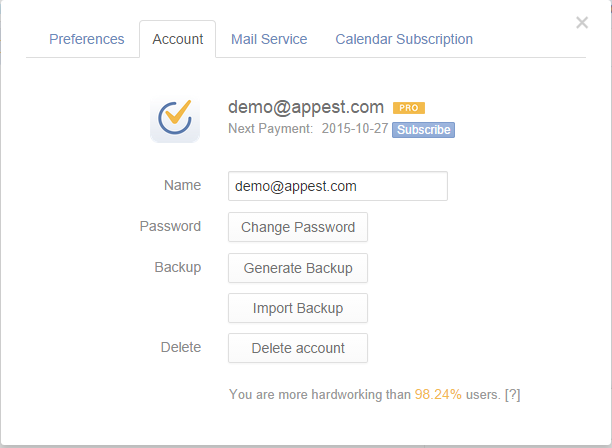 Preferences Account Mail Service Calendar Subscription
demo@appest.com PRO
Next Payment: 2015-10-27 Subscribe
Name demo@appest.com
Password Change Password
Backup Generate Backup
Import Backup
Delete Delete account
You are more hardworking than 98.24% users. [?]